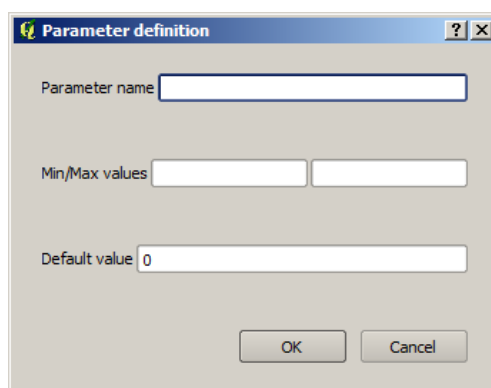 Parameter definition
Parameter name
Min/Max values
Default value 0
OK Cancel